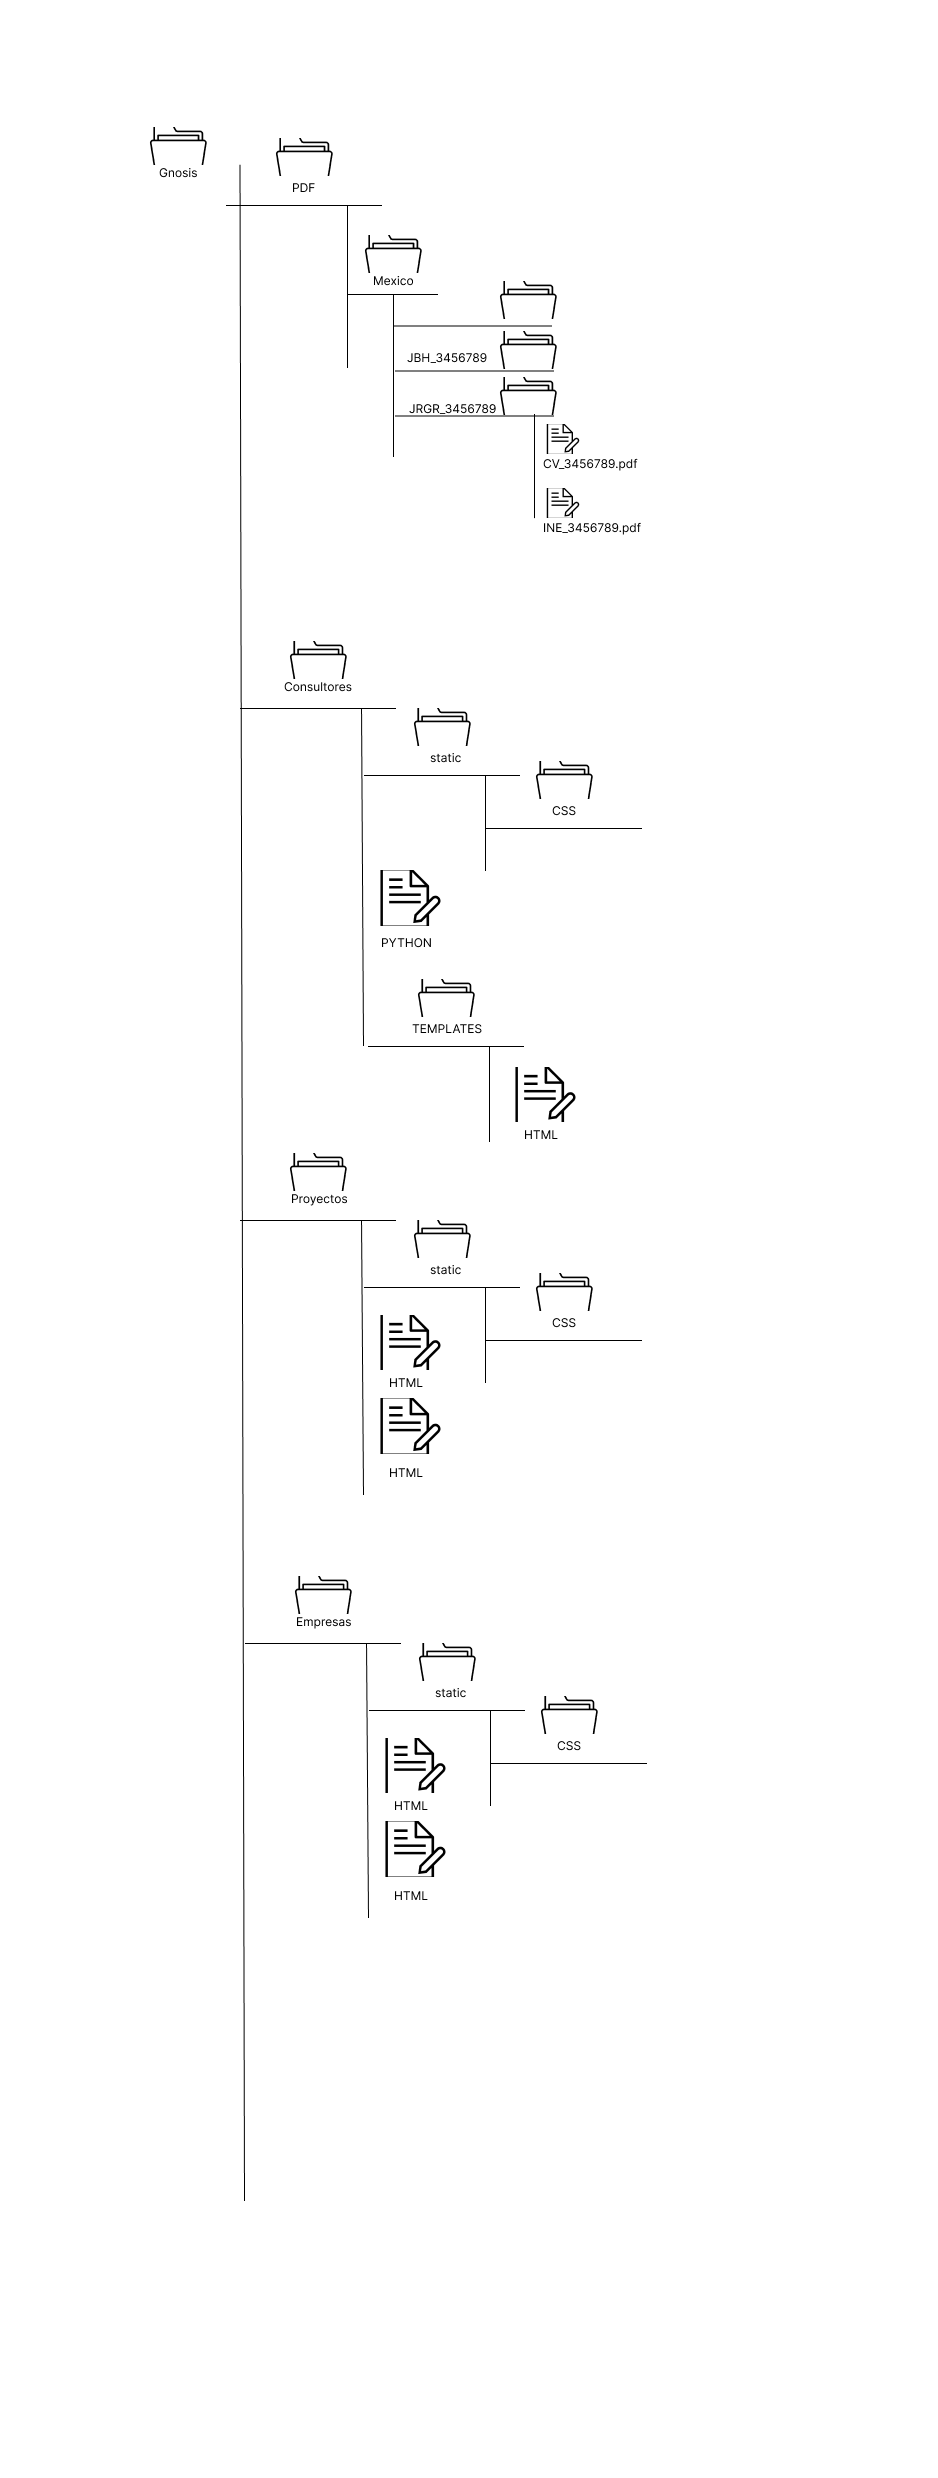 Gnosis
PDF
Mexico
JBH_3456789
JRGR_3456789
CV_3456789.pdf
INE_3456789.pdf
Consultores
static
CSS
PYTHON
TEMPLATES
HTML
Proyectos
static
CSS
HTML
HTML
Empresas
static
CSS
HTML
HTML